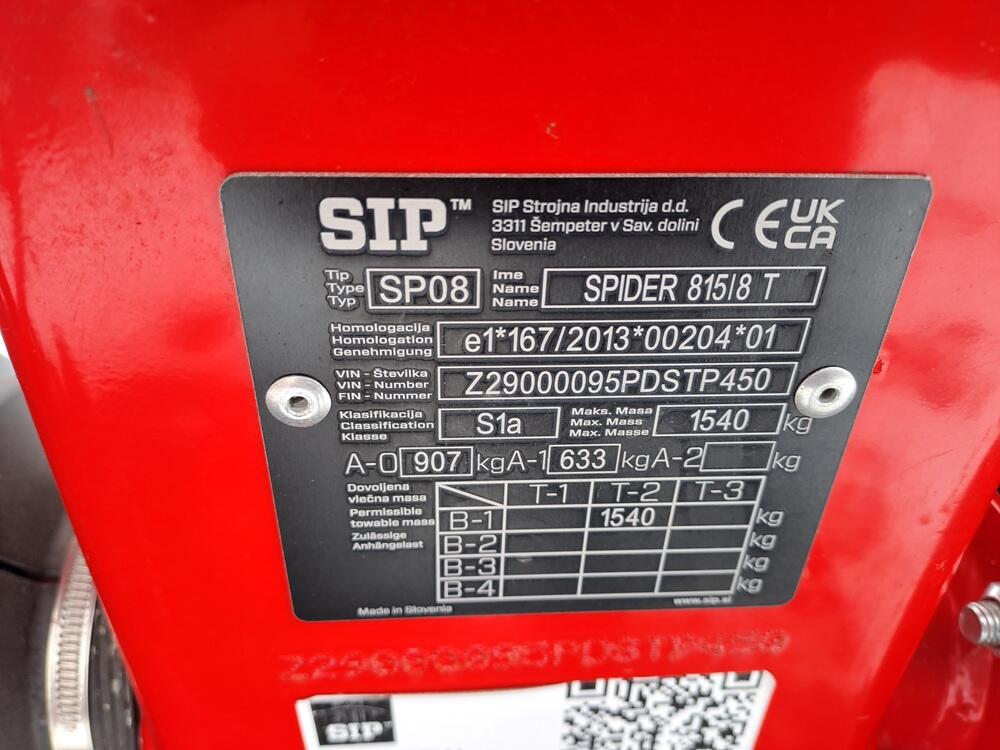 SIP™
SIP Strojna Industrija d.d.
3311 Šempeter v Sav. dolini
Slovenia
CE UK CA
Tip
Type
Typ
SP08
Ime
Name
Name
SPIDER 815/8 T
Homologacija
Homologation
Genehmigung
e1*167/2013*00204*01
VIN - Številka
VIN - Number
FIN - Nummer
Z29000095PDSTP450
Klasifikacija
Classification
Klasse
S1a
Maks. Masa
Max. Mass
Max. Masse
1540 kg
A-0 907 kg A-1 633 kg A-2 kg
Dovoljena
vlečna masa
Permissible
towable mass
Zulässige
Anhängelast
T-1 T-2 T-3
B-1 1540 kg
B-2 kg
B-3 kg
B-4 kg
Made in Slovenia
www.sip.si
Z29000095PDSTP450
SIP